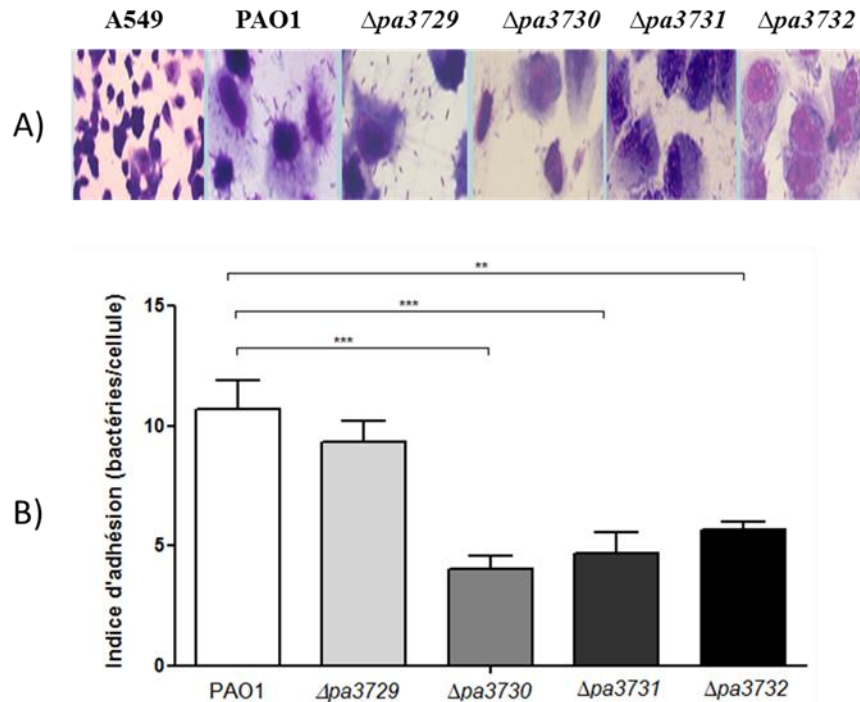 A549 PAO1 Δpa3729 Δpa3730 Δpa3731 Δpa3732
A)
B)
Indice d'adhésion (bactéries/cellule)
15
10
5
0
**
***
***
PAO1 Δpa3729 Δpa3730 Δpa3731 Δpa3732